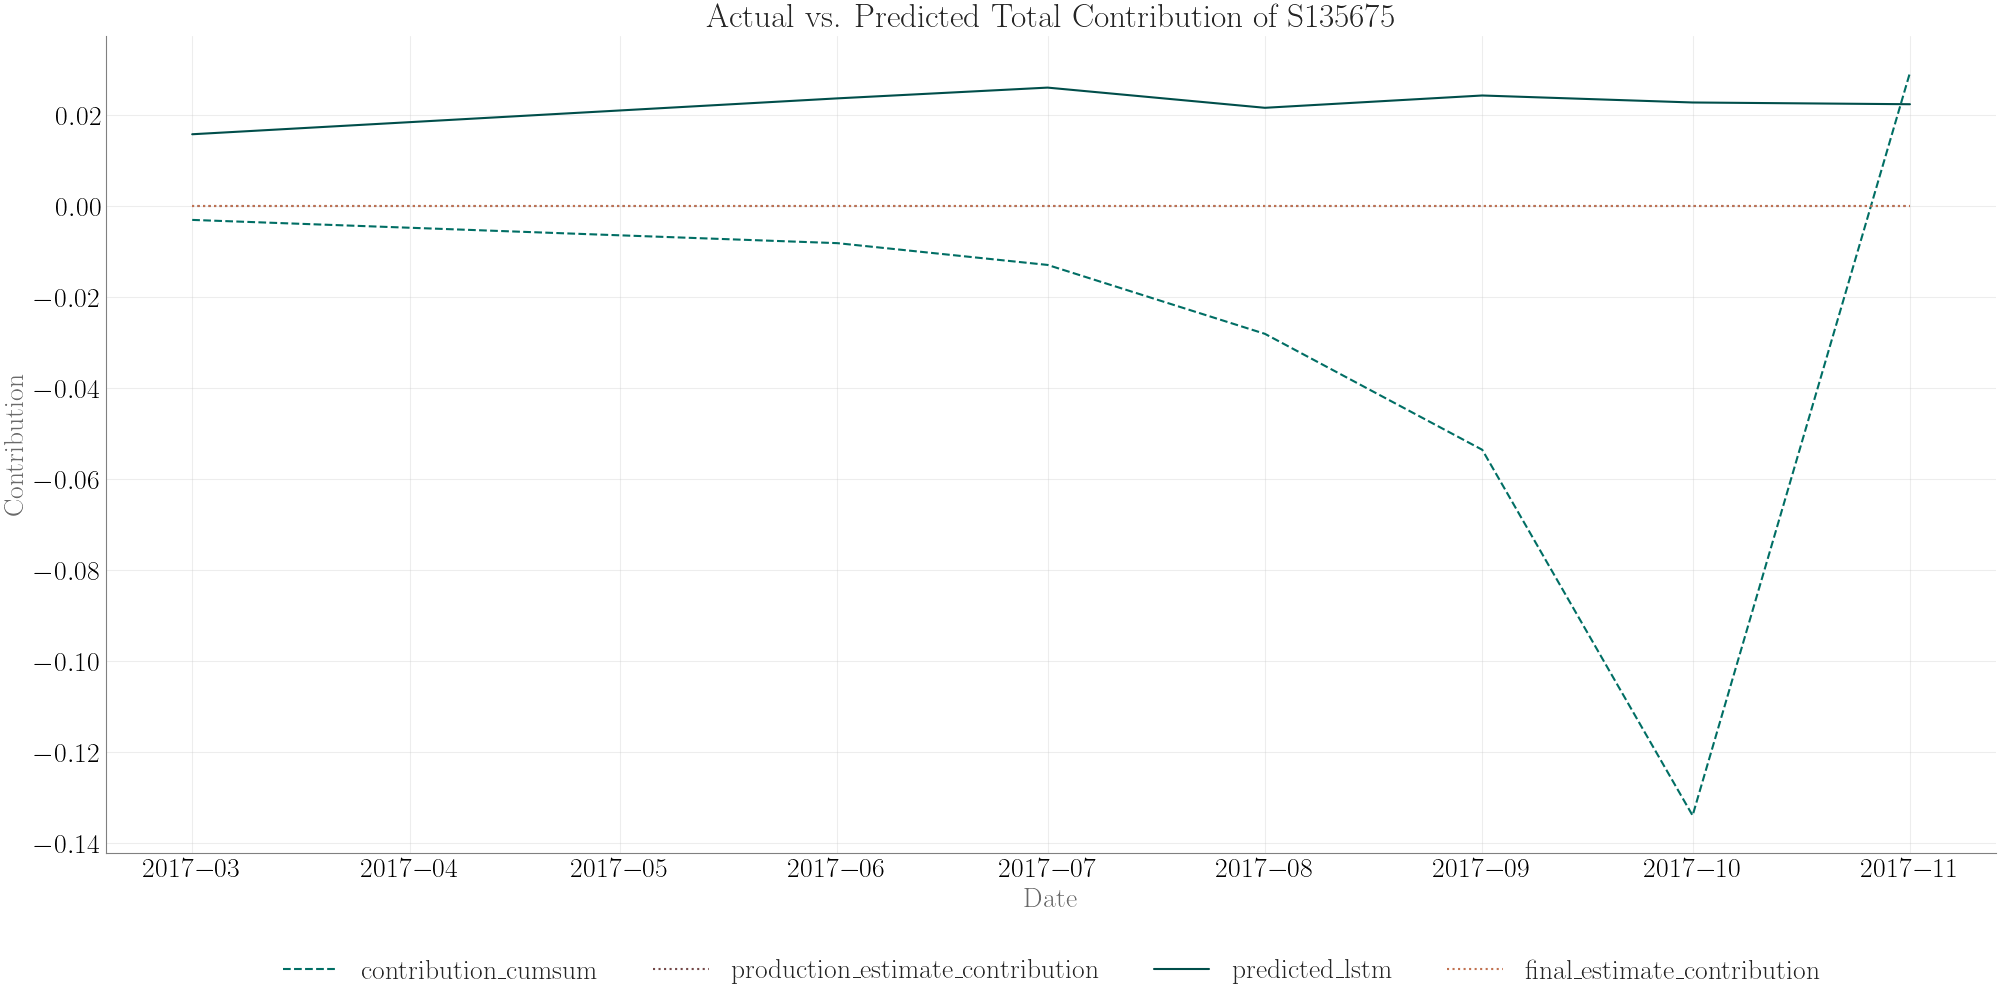 Actual vs. Predicted Total Contribution of S135675
0.02
0.00
−0.02
−0.04
−0.06
−0.08
−0.10
−0.12
−0.14
Contribution
2017−03 2017−04 2017−05 2017−06 2017−07 2017−08 2017−09 2017−10 2017−11
Date
contribution_cumsum production_estimate_contribution predicted_lstm final_estimate_contribution